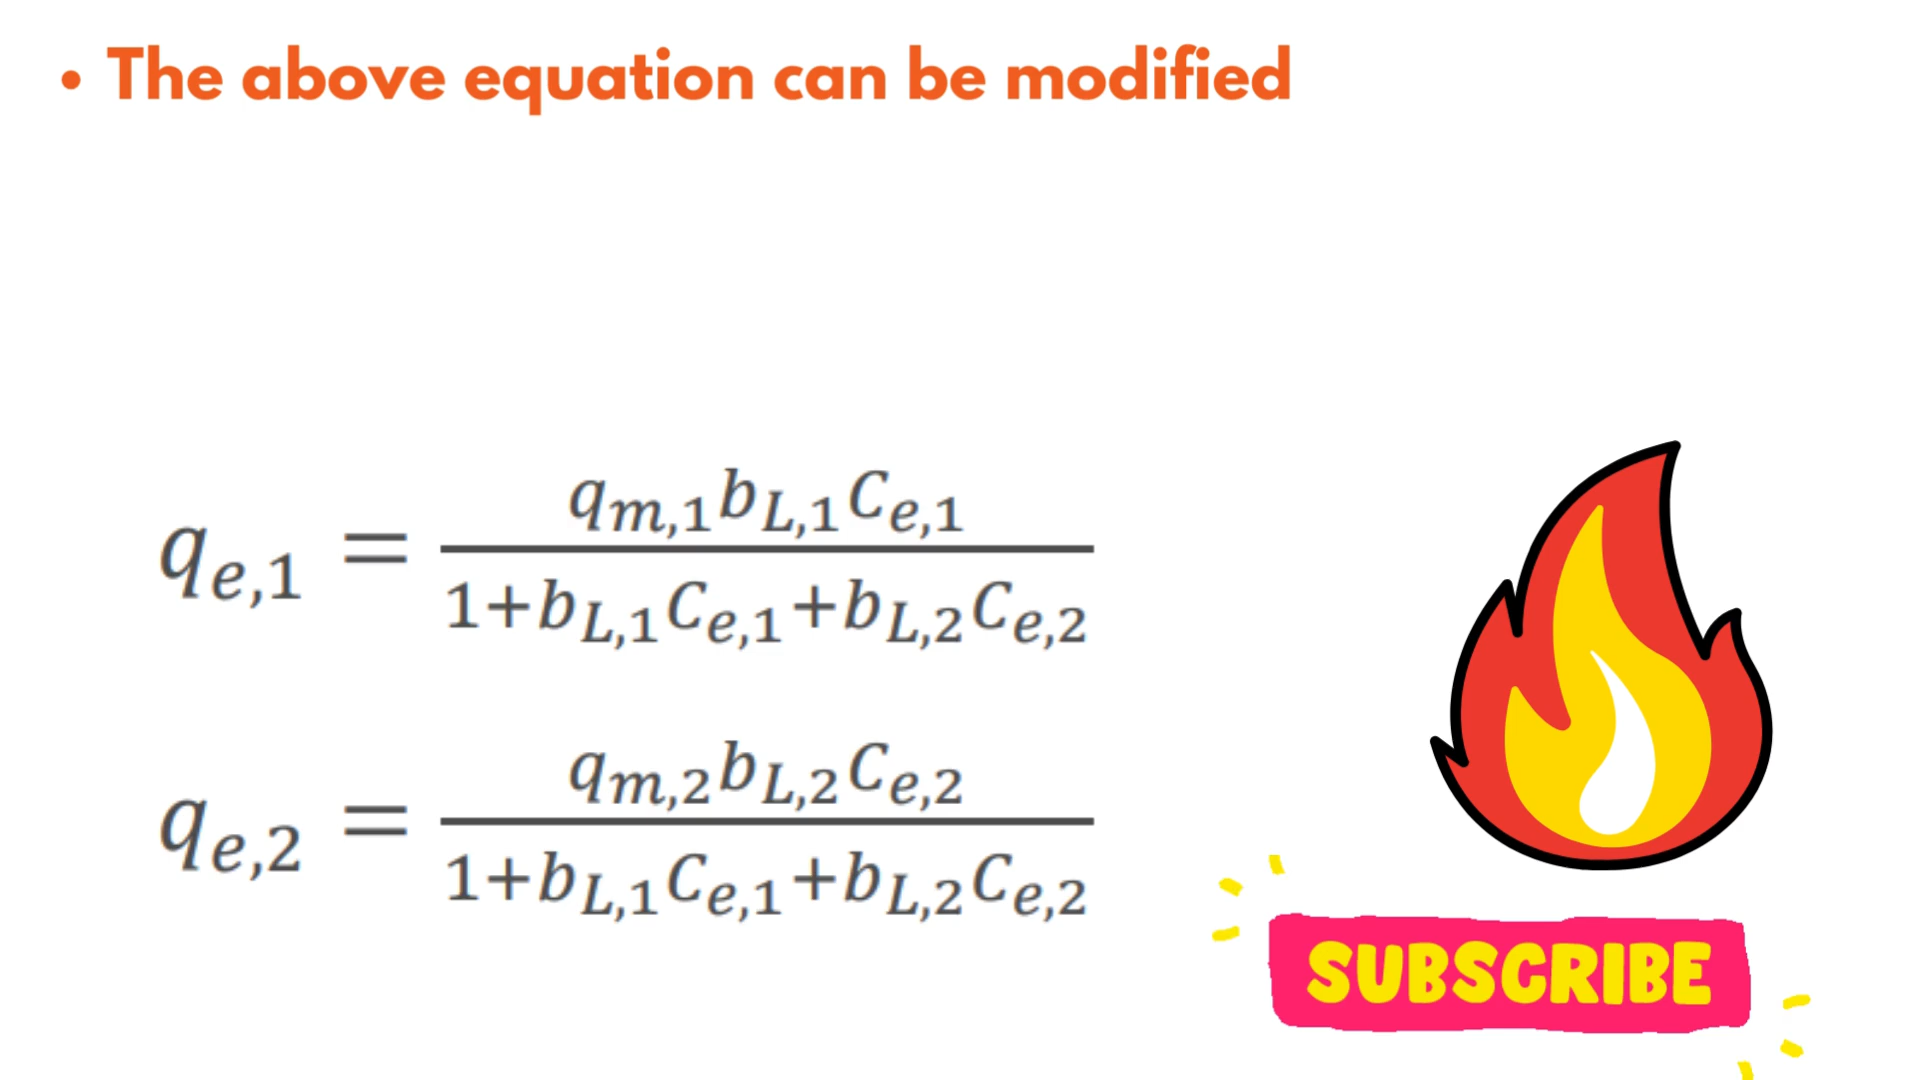 • The above equation can be modified
q_{e,1} = \frac{q_{m,1} b_{L,1} C_{e,1}}{1+b_{L,1} C_{e,1}+b_{L,2} C_{e,2}}
q_{e,2} = \frac{q_{m,2} b_{L,2} C_{e,2}}{1+b_{L,1} C_{e,1}+b_{L,2} C_{e,2}}
SUBSCRIBE